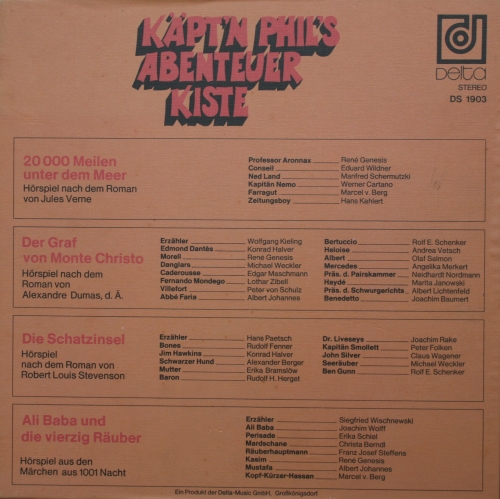 KÄPT'N PHIL'S
ABENTEUER
KISTE
Delta
STEREO
DS 1903
20 000 Meilen
unter dem Meer
Hörspiel nach dem Roman
von Jules Verne
Professor Aronnax René Genesis
Conseil Eduard Wildner
Ned Land Manfred Schermutzki
Kapitän Nemo Werner Cartano
Farragut Marcel v. Berg
Zeitungsboy Hans Kahlert
Der Graf
von Monte Christo
Hörspiel nach dem
Roman von
Alexandre Dumas, d. Ä.
Erzähler Wolfgang Kieling
Edmond Dantès Konrad Halver
Morell René Genesis
Danglars Michael Weckler
Caderousse Edgar Maschmann
Fernando Mondego Lothar Zibell
Villefort Peter von Schulz
Abbé Faria Albert Johannes
Bertuccio Rolf E. Schenker
Heloise Andrea Vetsch
Albert Olaf Salmon
Mercedes Angelika Merkert
Präs. d. Pairskammer Neidhardt Nordmann
Haydé Marita Janowski
Präs. d. Schwurgerichts Albert Lichtenfeld
Benedetto Joachim Baumert
Die Schatzinsel
Hörspiel
nach dem Roman von
Robert Louis Stevenson
Erzähler Hans Paetsch
Bones Rudolf Fenner
Jim Hawkins Konrad Halver
Schwarzer Hund Alexander Berger
Mutter Erika Bramslöw
Baron Rudolf H. Herget
Dr. Liveseys Joachim Rake
Kapitän Smollett Peter Folken
John Silver Claus Wagener
Seeräuber Michael Weckler
Ben Gunn Rolf E. Schenker
Ali Baba und
die vierzig Räuber
Hörspiel aus den
Märchen aus 1001 Nacht
Erzähler Siegfried Wischnewski
Ali Baba Joachim Wolff
Perisade Erika Schiel
Mardschane Christa Berndl
Räuberhauptmann Franz Josef Steffens
Kasim René Genesis
Mustafa Albert Johannes
Kopf-Kürzer-Hassan Marcel v. Berg
Ein Produkt der Delta-Music GmbH, Großkönigsdorf